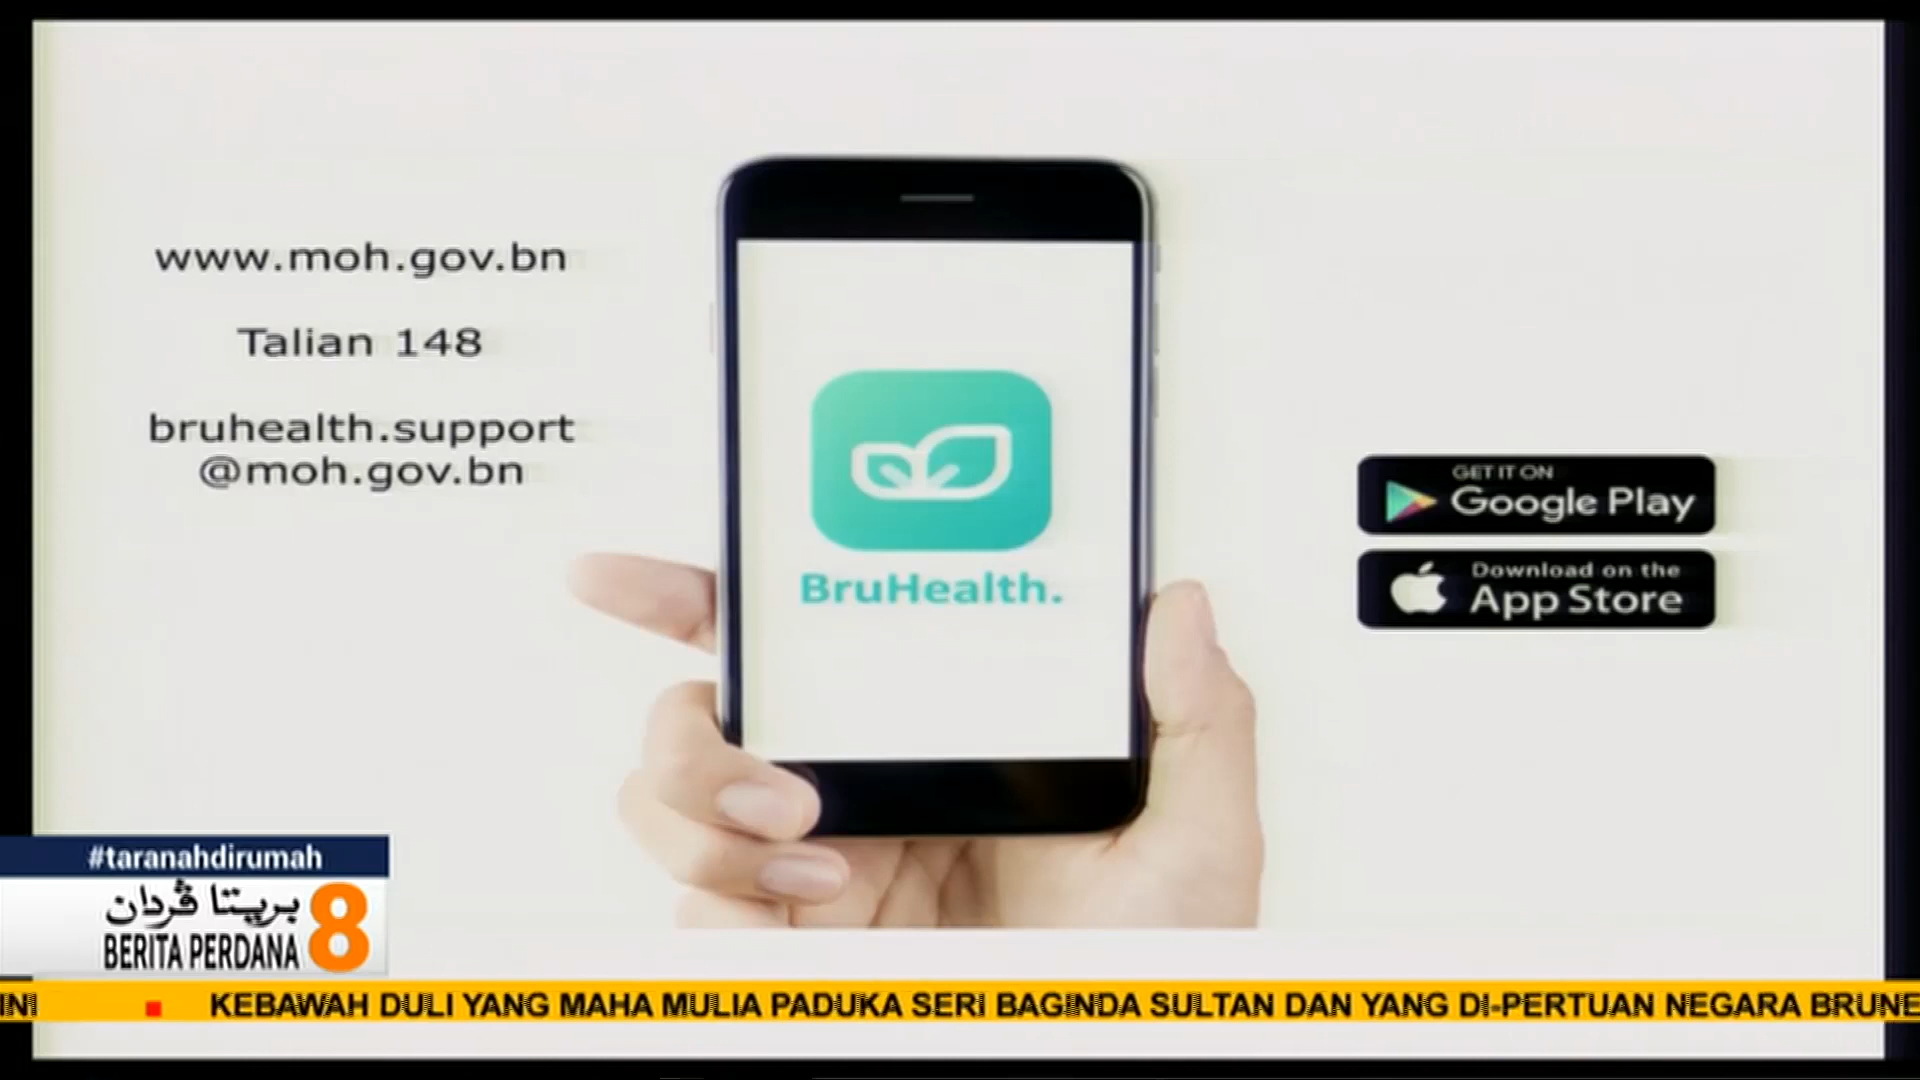 www.moh.gov.bn
Talian 148
bruhealth.support
@moh.gov.bn
BruHealth.
GET IT ON
Google Play
Download on the
App Store
#taranahdirumah
بريتا ڤردان
BERITA PERDANA
8
INI ▪ KEBAWAH DULI YANG MAHA MULIA PADUKA SERI BAGINDA SULTAN DAN YANG DI-PERTUAN NEGARA BRUNE